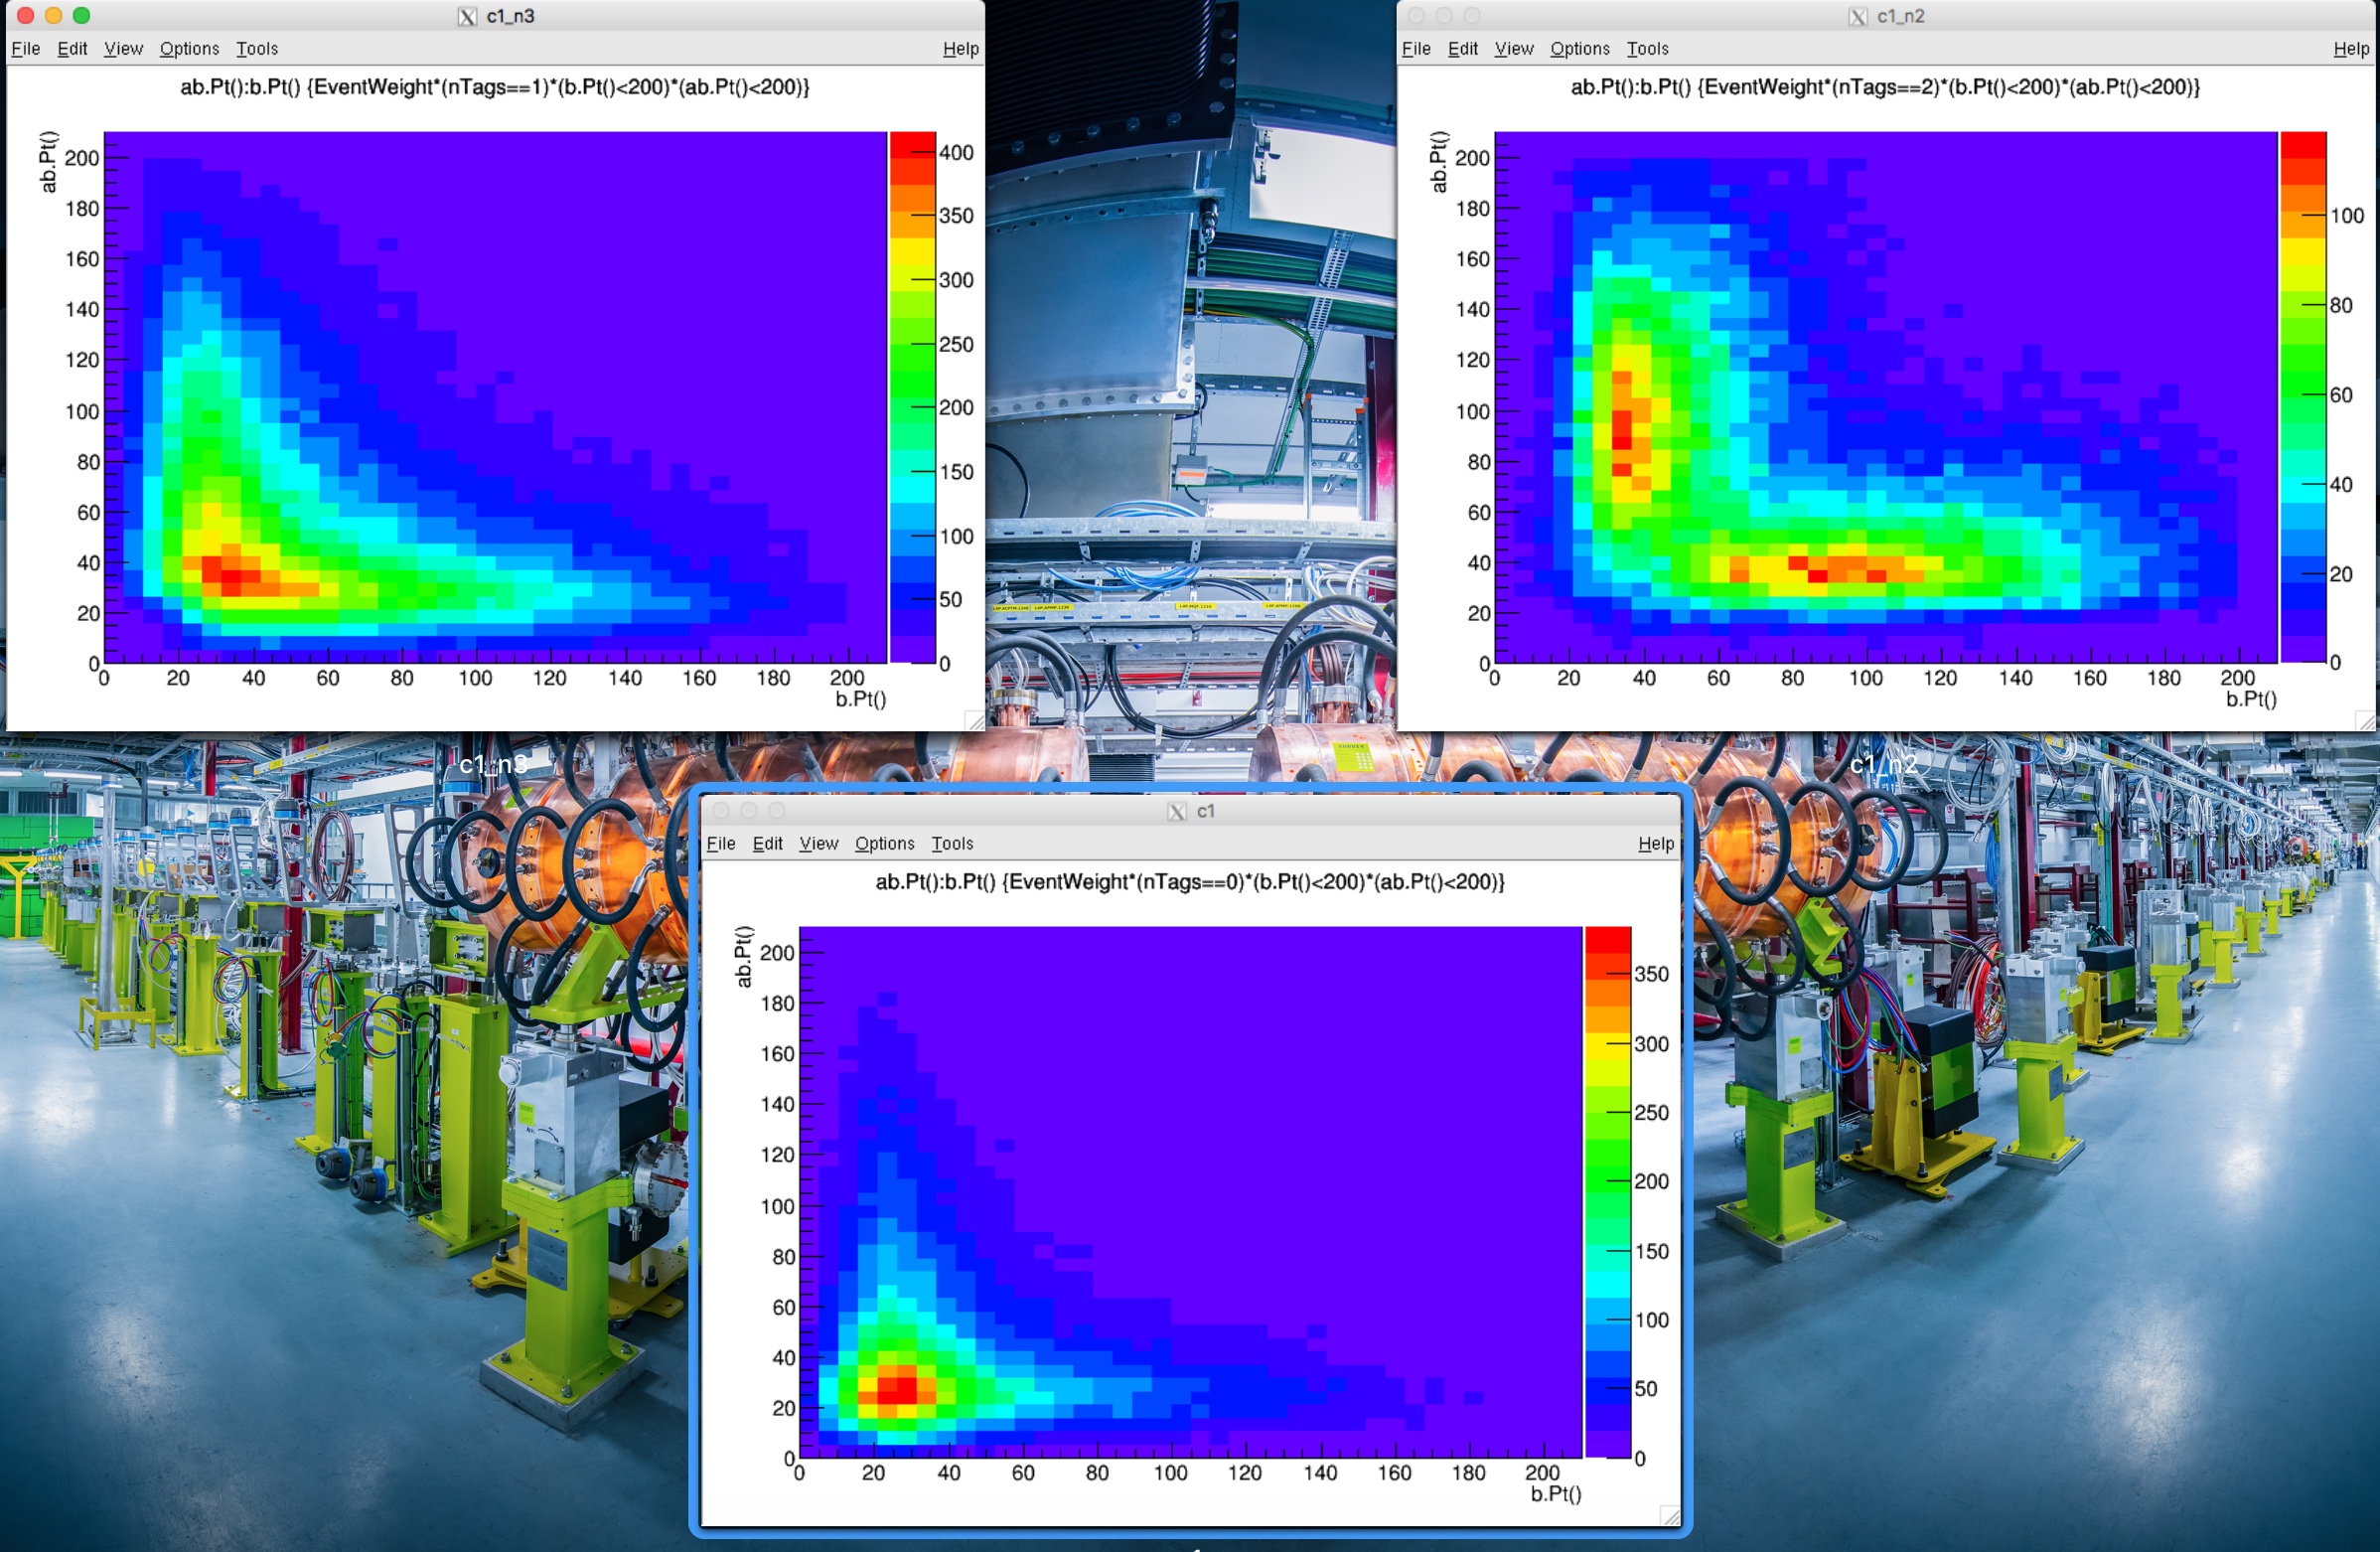 c1_n3
File Edit View Options Tools Help
ab.Pt():b.Pt() {EventWeight*(nTags==1)*(b.Pt()<200)*(ab.Pt()<200)}
ab.Pt()
200
180
160
140
120
100
80
60
40
20
0
0 20 40 60 80 100 120 140 160 180 200
b.Pt()
400
350
300
250
200
150
100
50
0
c1_n3
c1_n2
File Edit View Options Tools Help
ab.Pt():b.Pt() {EventWeight*(nTags==2)*(b.Pt()<200)*(ab.Pt()<200)}
ab.Pt()
200
180
160
140
120
100
80
60
40
20
0
0 20 40 60 80 100 120 140 160 180 200
b.Pt()
100
80
60
40
20
0
c1_n2
SURVEY
c1
File Edit View Options Tools Help
ab.Pt():b.Pt() {EventWeight*(nTags==0)*(b.Pt()<200)*(ab.Pt()<200)}
ab.Pt()
200
180
160
140
120
100
80
60
40
20
0
0 20 40 60 80 100 120 140 160 180 200
b.Pt()
350
300
250
200
150
100
50
0